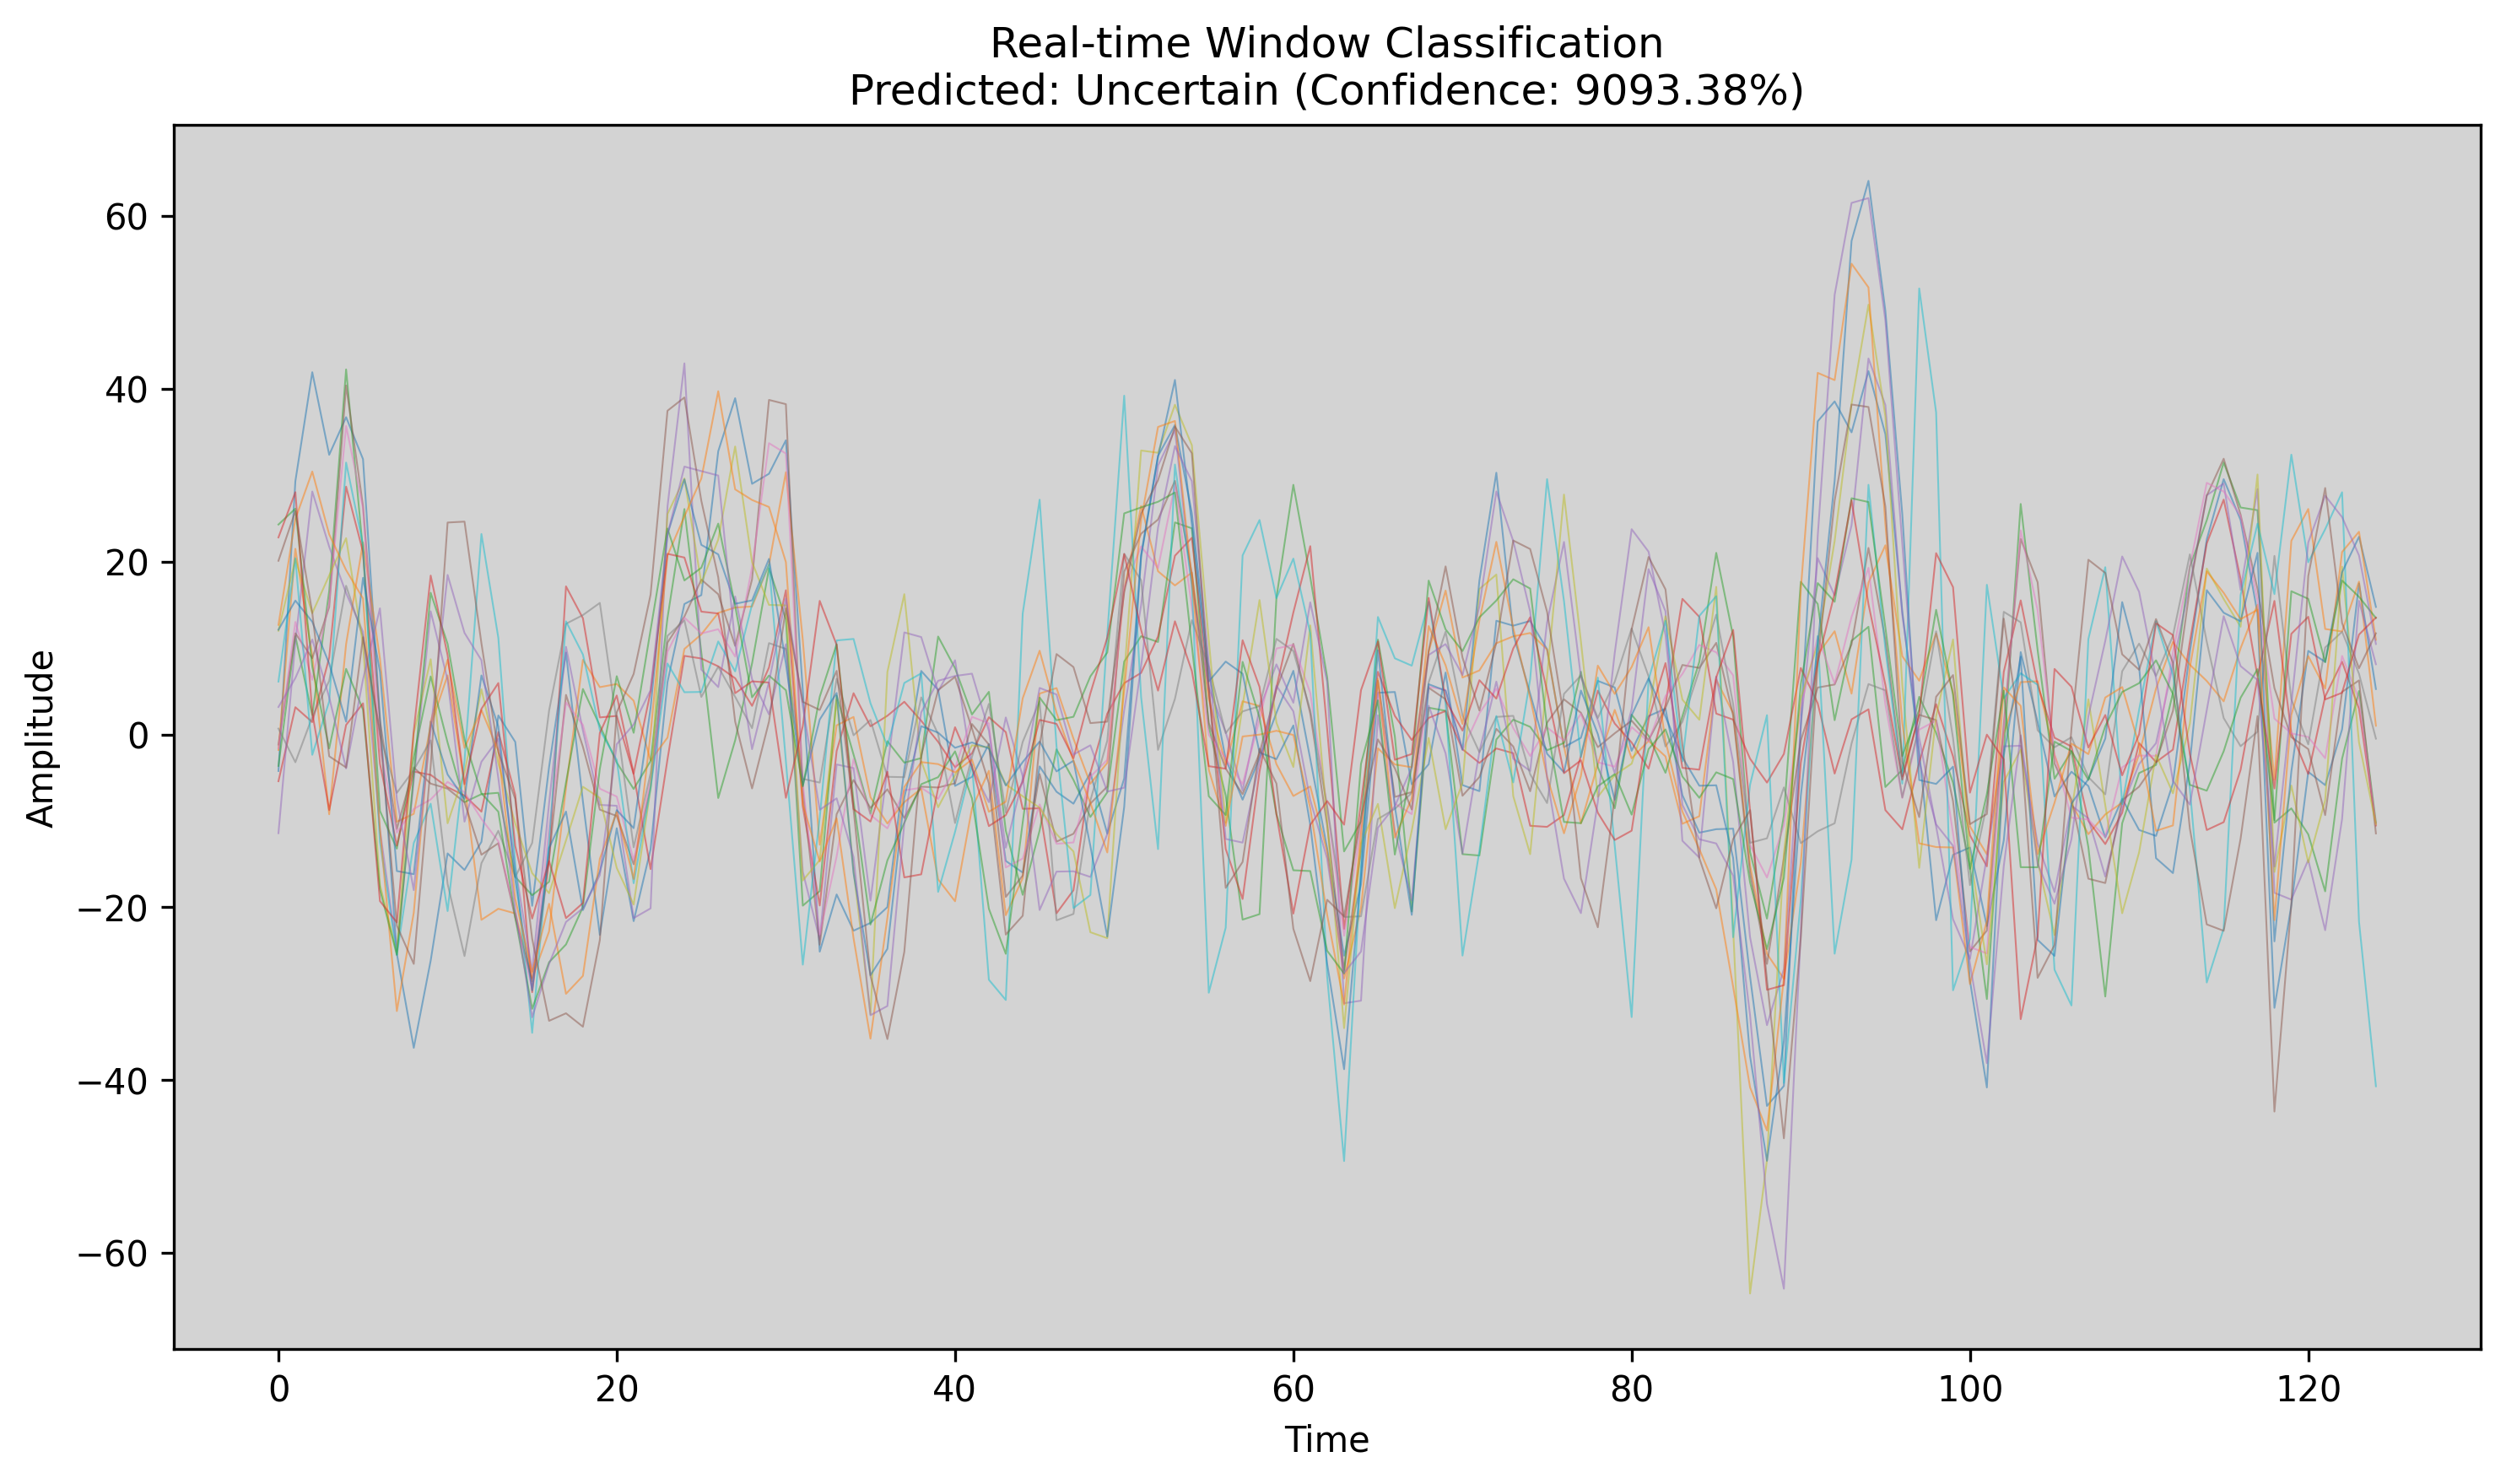 Real-time Window Classification
Predicted: Uncertain (Confidence: 9093.38%)
60
40
20
0
−20
−40
−60
Amplitude
0 20 40 60 80 100 120
Time